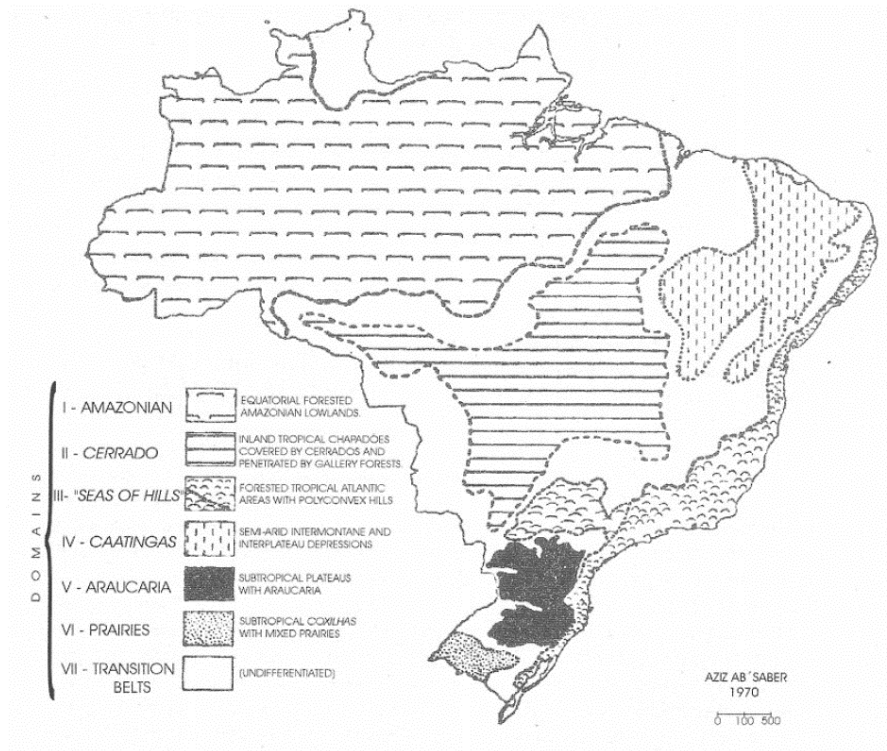 DOMAINS
I - AMAZONIAN
EQUATORIAL FORESTED
AMAZONIAN LOWLANDS.
II - CERRADO
INLAND TROPICAL CHAPADÕES
COVERED BY CERRADOS AND
PENETRATED BY GALLERY FORESTS.
III- "SEAS OF HILLS"
FORESTED TROPICAL ATLANTIC
AREAS WITH POLYCONVEX HILLS
IV - CAATINGAS
SEMI-ARID INTERMONTANE AND
INTERPLATEAU DEPRESSIONS
V - ARAUCARIA
SUBTROPICAL PLATEAUS
WITH ARAUCARIA
VI - PRAIRIES
SUBTROPICAL COXILHAS
WITH MIXED PRAIRIES
VII - TRANSITION
BELTS
(UNDIFFERENTIATED)
AZIZ AB´SABER
1970
0 100 500